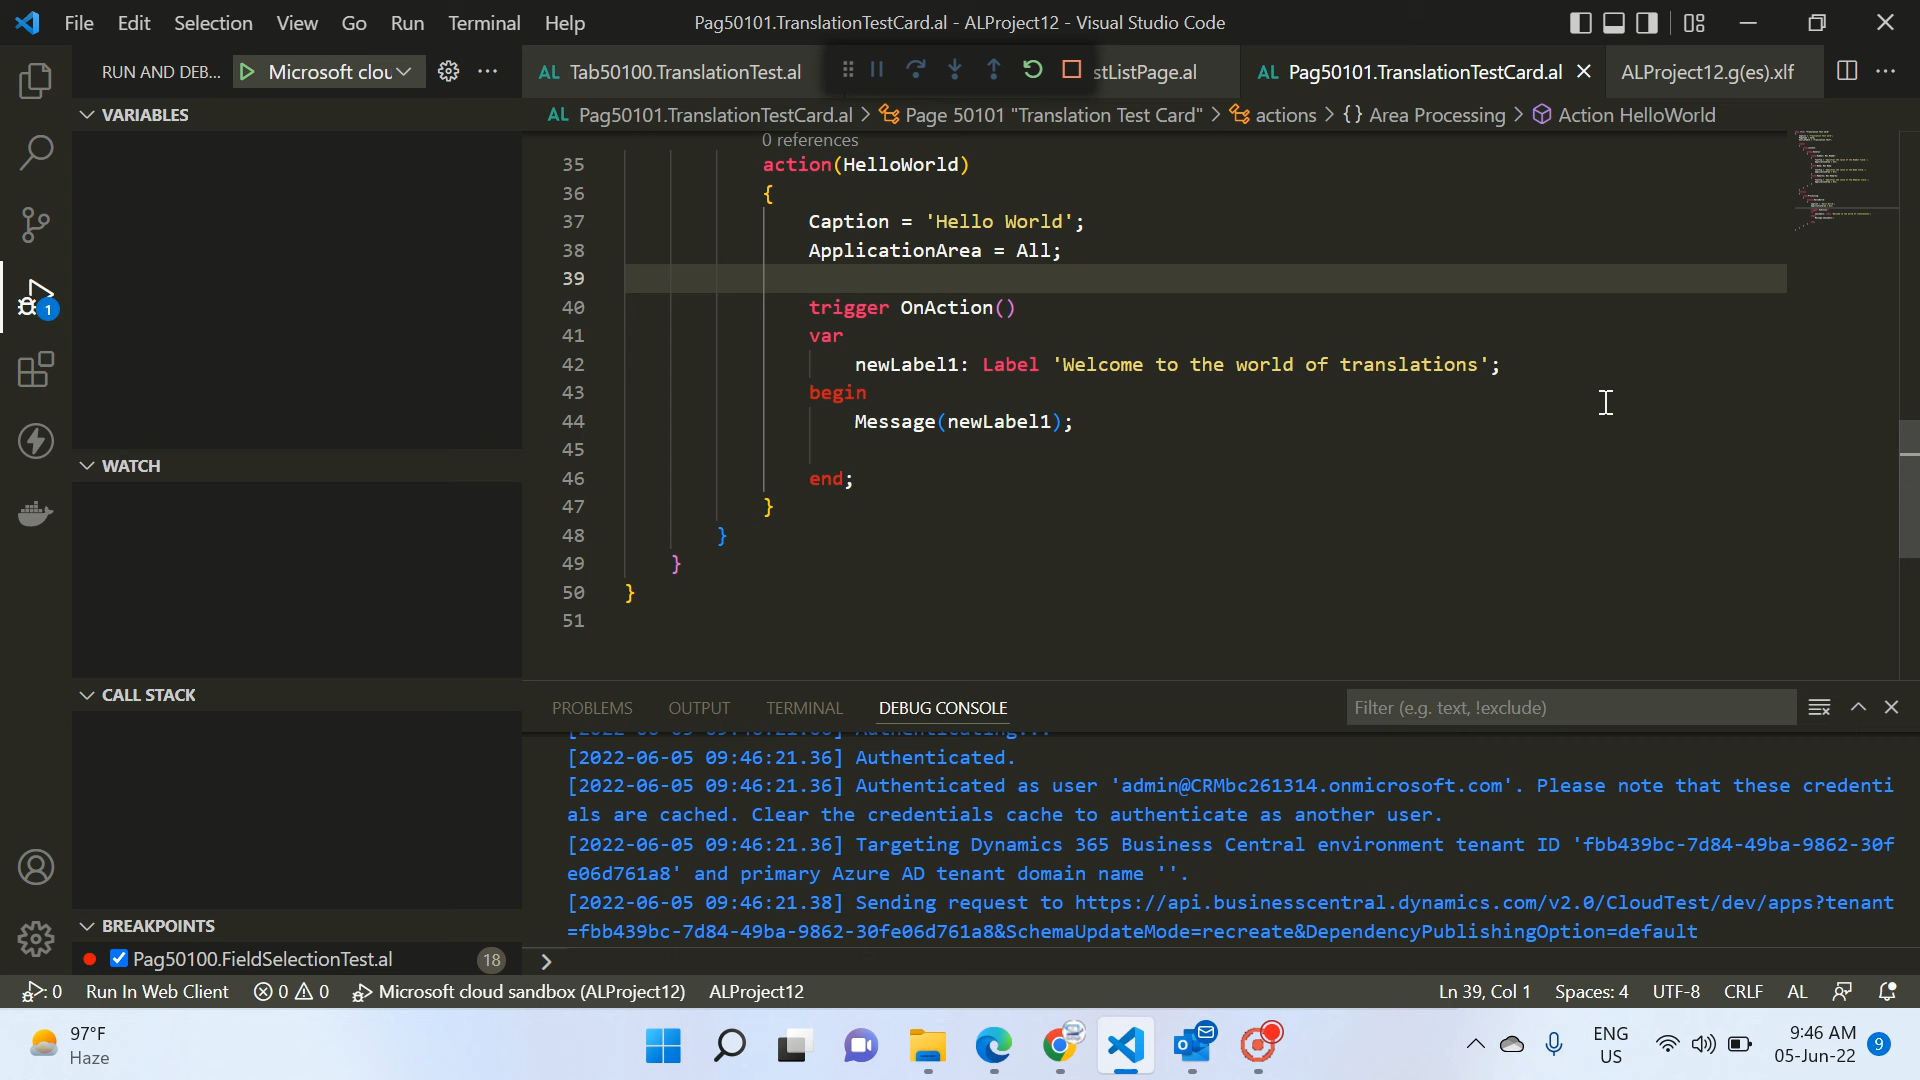 File Edit Selection View Go Run Terminal Help
Pag50101.TranslationTestCard.al - ALProject12 - Visual Studio Code
RUN AND DEB... Microsoft clou
Tab50100.TranslationTest.al
stListPage.al
AL Pag50101.TranslationTestCard.al
ALProject12.g(es).xlf
AL Pag50101.TranslationTestCard.al > Page 50101 "Translation Test Card" > actions > {} Area Processing > Action HelloWorld
VARIABLES
WATCH
CALL STACK
BREAKPOINTS
Pag50100.FieldSelectionTest.al 18
1
0 references
35 action(HelloWorld)
36 {
37 Caption = 'Hello World';
38 ApplicationArea = All;
39
40 trigger OnAction()
41 var
42 newLabel1: Label 'Welcome to the world of translations';
43 begin
44 Message(newLabel1);
45
46 end;
47 }
48 }
49 }
50 }
51
PROBLEMS OUTPUT TERMINAL DEBUG CONSOLE
Filter (e.g. text, !exclude)
[2022-06-05 09:46:21.36] Authenticated.
[2022-06-05 09:46:21.36] Authenticated as user 'admin@CRMbc261314.onmicrosoft.com'. Please note that these credenti
als are cached. Clear the credentials cache to authenticate as another user.
[2022-06-05 09:46:21.36] Targeting Dynamics 365 Business Central environment tenant ID 'fbb439bc-7d84-49ba-9862-30f
e06d761a8' and primary Azure AD tenant domain name ''.
[2022-06-05 09:46:21.38] Sending request to https://api.businesscentral.dynamics.com/v2.0/CloudTest/dev/apps?tenant
=fbb439bc-7d84-49ba-9862-30fe06d761a8&SchemaUpdateMode=recreate&DependencyPublishingOption=default
: 0 Run In Web Client 0 0 Microsoft cloud sandbox (ALProject12) ALProject12
Ln 39, Col 1 Spaces: 4 UTF-8 CRLF AL
97°F
Haze
ENG
US
9:46 AM
05-Jun-22
9